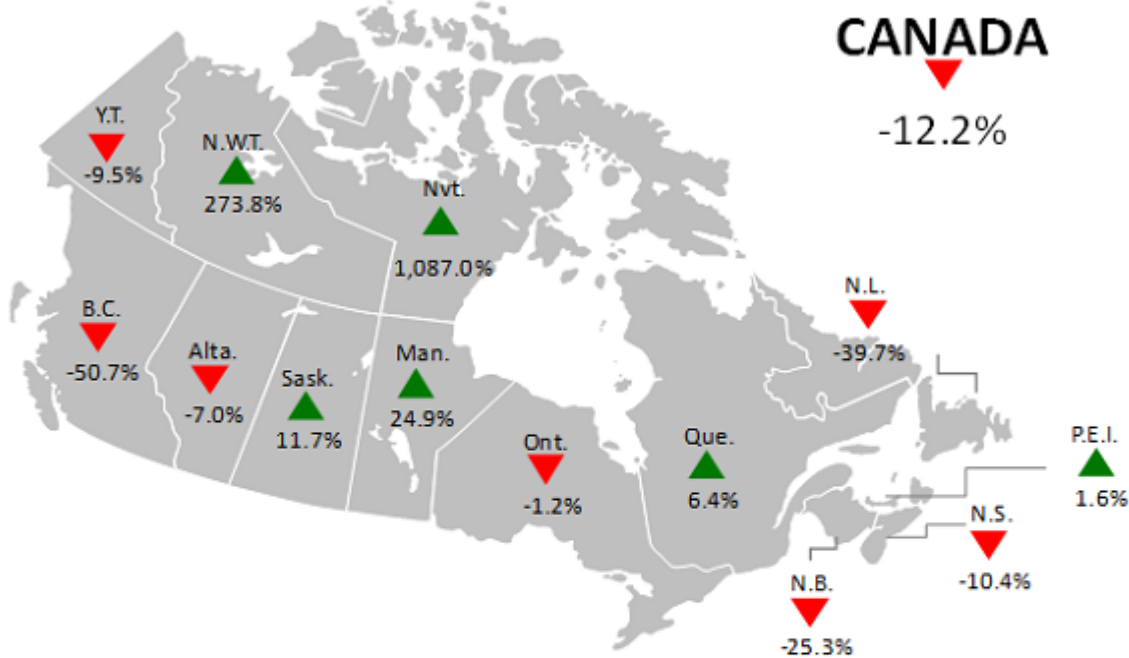 CANADA
-12.2%
Y.T.
-9.5%
N.W.T.
273.8%
Nvt.
1,087.0%
B.C.
-50.7%
Alta.
-7.0%
Sask.
11.7%
Man.
24.9%
Ont.
-1.2%
Que.
6.4%
N.L.
-39.7%
P.E.I.
1.6%
N.S.
-10.4%
N.B.
-25.3%